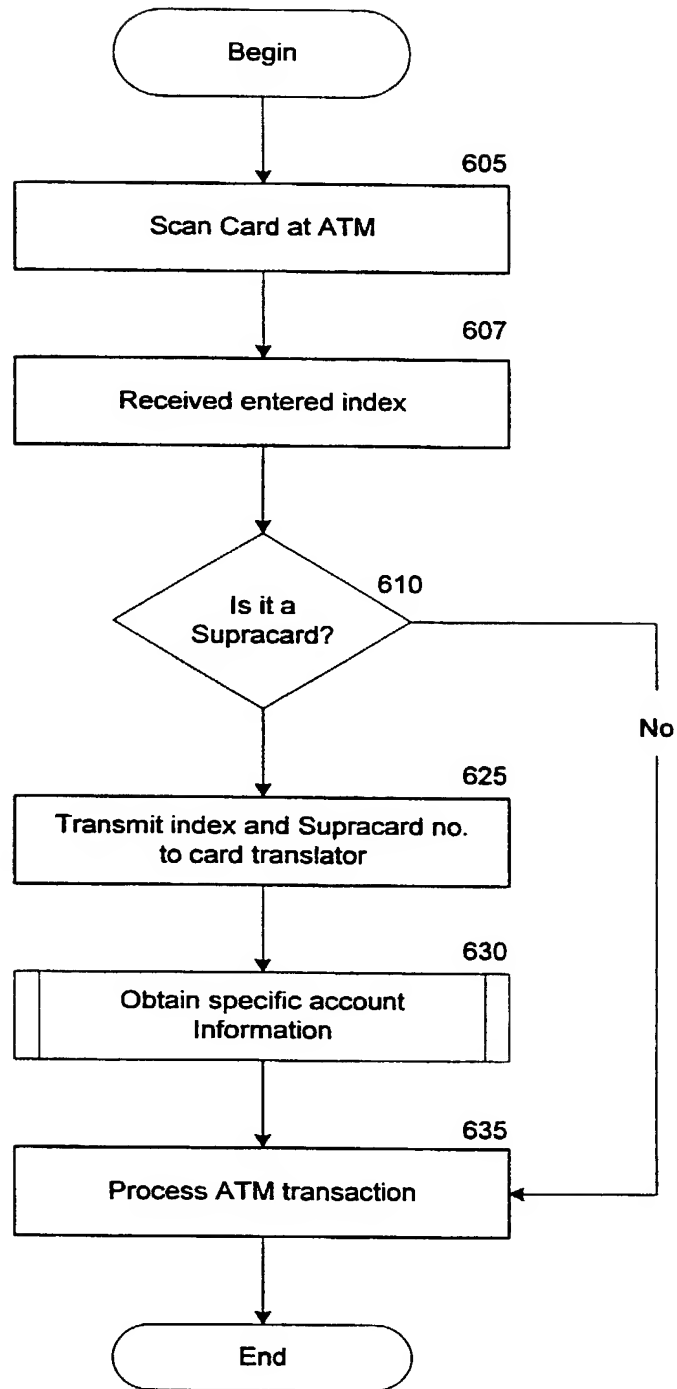 Begin
605
Scan Card at ATM
607
Received entered index
610
Is it a
Supracard?
No
625
Transmit index and Supracard no.
to card translator
630
Obtain specific account
Information
635
Process ATM transaction
End